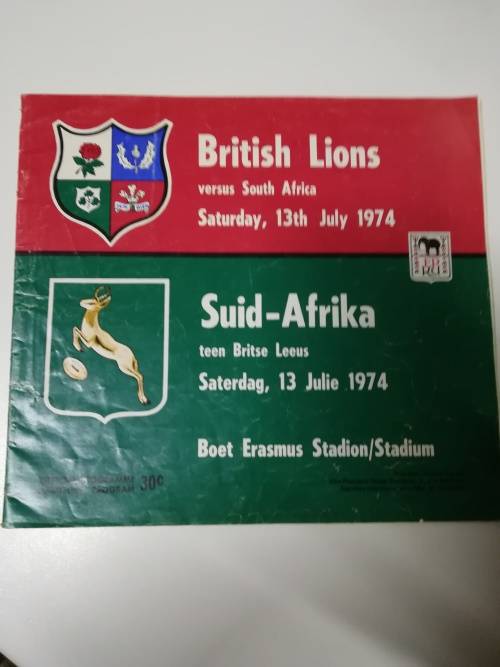 British Lions
versus South Africa
Saturday, 13th July 1974
Suid-Afrika
teen Britse Leeus
Saterdag, 13 Julie 1974
Boet Erasmus Stadion/Stadium
PROGRAM 30c